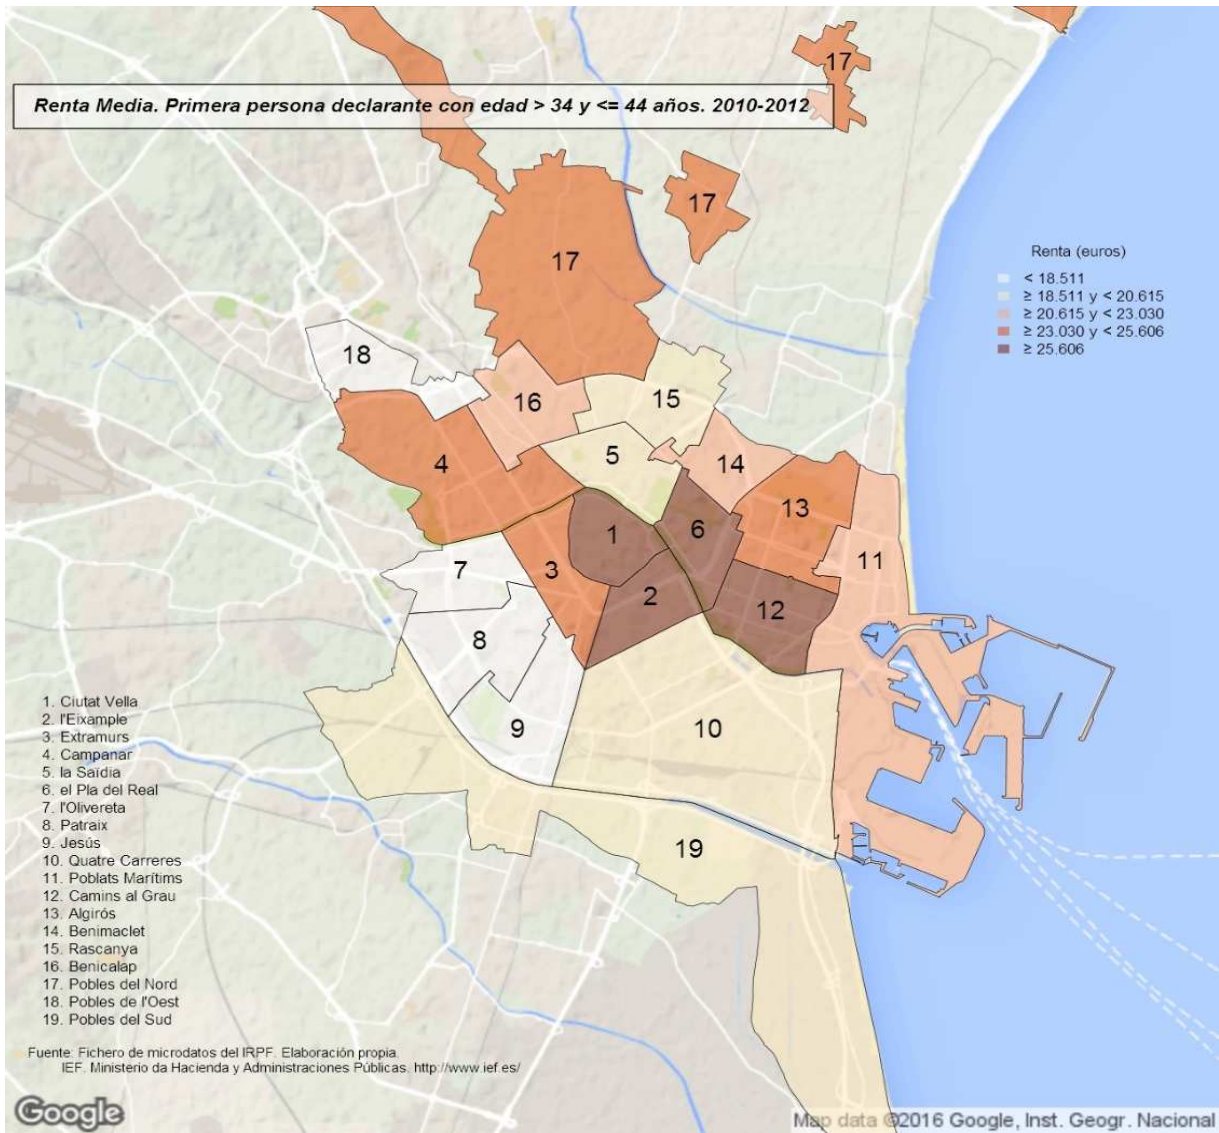 Renta Media. Primera persona declarante con edad > 34 y <= 44 años. 2010-2012
17
17
17
Renta (euros)
< 18.511
≥ 18.511 y < 20.615
≥ 20.615 y < 23.030
≥ 23.030 y < 25.606
≥ 25.606
18
16
15
4
5
14
13
6
1
11
7
3
2
12
8
9
10
19
1. Ciutat Vella
2. l'Eixample
3. Extramurs
4. Campanar
5. la Saïdia
6. el Pla del Real
7. l'Olivereta
8. Patraix
9. Jesús
10. Quatre Carreres
11. Poblats Marítims
12. Camins al Grau
13. Algirós
14. Benimaclet
15. Rascanya
16. Benicalap
17. Pobles del Nord
18. Pobles de l'Oest
19. Pobles del Sud
Fuente: Fichero de microdatos del IRPF. Elaboración propia.
IEF. Ministerio da Hacienda y Administraciones Públicas. http://www.ief.es/
Google
Map data ©2016 Google, Inst. Geogr. Nacional